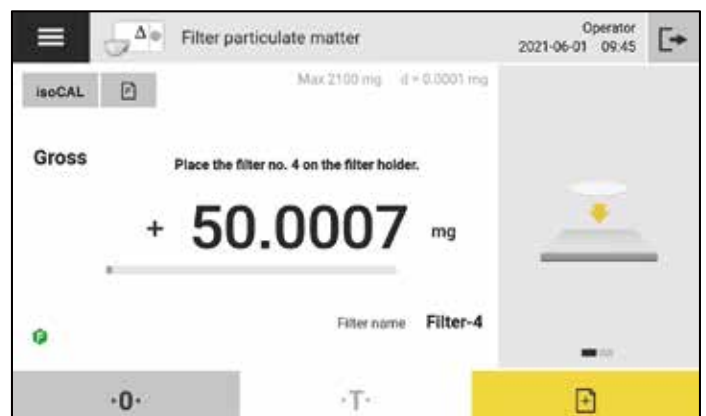 Filter particulate matter
Operator
2021-06-01 09:45
isoCAL
Max 2100 mg d = 0.0001 mg
Gross
Place the filter no. 4 on the filter holder.
+ 50.0007 mg
Filter name Filter-4
·0·
·T·